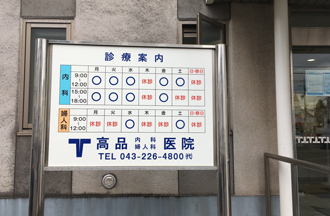 診療案内
月 火 水 木 金 土 日・祝日
内科 9:00~12:00 ○ ○ ○ 休診 ○ ○ 休診
15:00~18:00 ○ ○ ○ 休診 ○ 休診 休診
婦人科 9:00~12:00 休診 休診 休診 休診 ○ 休診
高品 内科 婦人科 医院
TEL 043-226-4800 ㈹